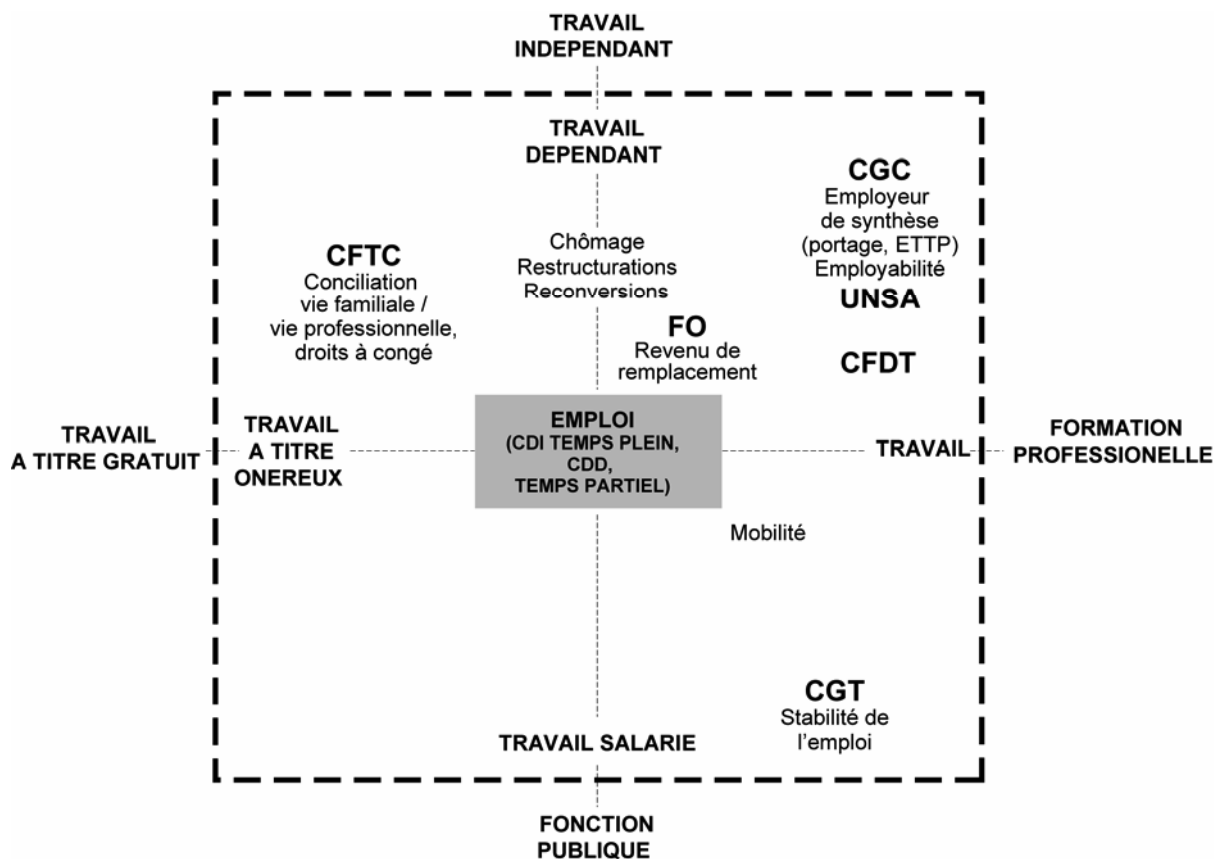 TRAVAIL
INDEPENDANT
TRAVAIL
DEPENDANT
CGC
Employeur
de synthèse
(portage, ETTP)
Employabilité
UNSA
CFTC
Conciliation
vie familiale /
vie professionnelle,
droits à congé
Chômage
Restructurations
Reconversions
FO
Revenu de
remplacement
CFDT
TRAVAIL
A TITRE GRATUIT
TRAVAIL
A TITRE
ONEREUX
EMPLOI
(CDI TEMPS PLEIN,
CDD,
TEMPS PARTIEL)
TRAVAIL
FORMATION
PROFESSIONELLE
Mobilité
CGT
Stabilité de
l'emploi
TRAVAIL SALARIE
FONCTION
PUBLIQUE